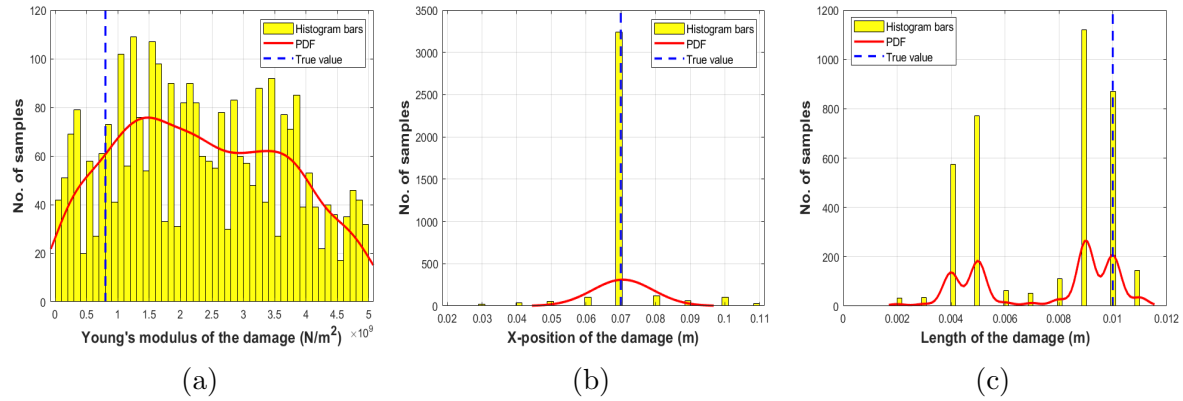 120
100
80
60
40
20
0
No. of samples
Histogram bars
PDF
True value
0 0.5 1 1.5 2 2.5 3 3.5 4 4.5 5
×10⁹
Young's modulus of the damage (N/m²)
(a)
3500
3000
2500
2000
1500
1000
500
0
No. of samples
Histogram bars
PDF
True value
0.02 0.03 0.04 0.05 0.06 0.07 0.08 0.09 0.1 0.11
X-position of the damage (m)
(b)
1200
1000
800
600
400
200
0
No. of samples
Histogram bars
PDF
True value
0 0.002 0.004 0.006 0.008 0.01 0.012
Length of the damage (m)
(c)